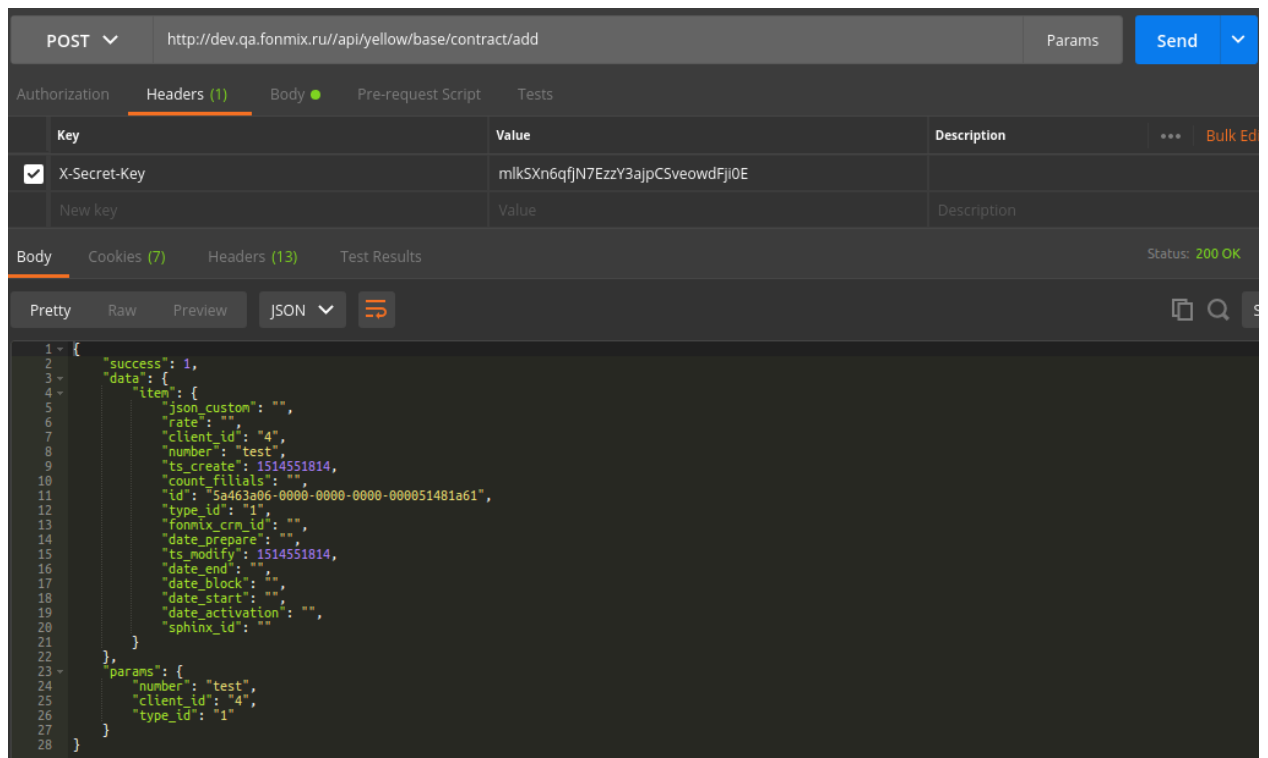 POST http://dev.qa.fonmix.ru//api/yellow/base/contract/add Params Send
Authorization Headers (1) Body Pre-request Script Tests
Key Value Description ••• Bulk Edi
X-Secret-Key mlkSXn6qfjN7EzzY3ajpCSveowdFji0E
New key Value Description
Body Cookies (7) Headers (13) Test Results Status: 200 OK
Pretty Raw Preview JSON S
1 {
2 "success": 1,
3 "data": {
4 "item": {
5 "json_custom": "",
6 "rate": "",
7 "client_id": "4",
8 "number": "test",
9 "ts_create": 1514551814,
10 "count_filials": "",
11 "id": "5a463a06-0000-0000-0000-000051481a61",
12 "type_id": "1",
13 "fonmix_crm_id": "",
14 "date_prepare": "",
15 "ts_modify": 1514551814,
16 "date_end": "",
17 "date_block": "",
18 "date_start": "",
19 "date_activation": "",
20 "sphinx_id": ""
21 }
22 },
23 "params": {
24 "number": "test",
25 "client_id": "4",
26 "type_id": "1"
27 }
28 }